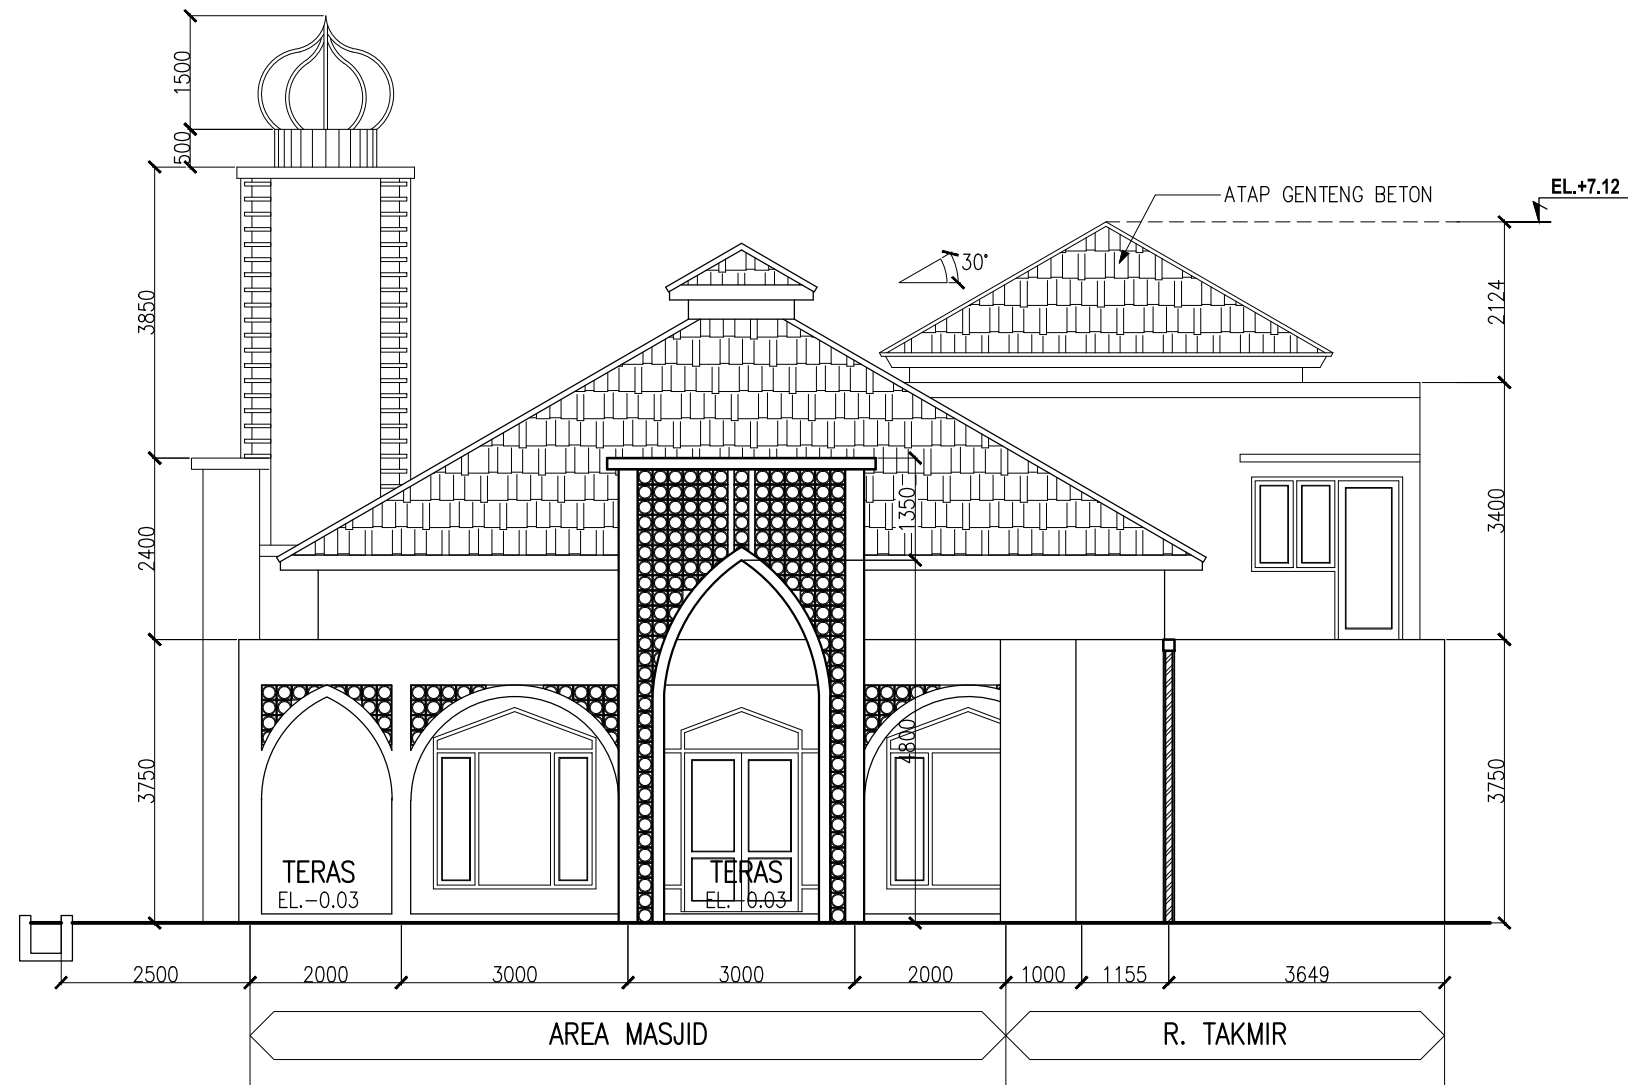 1500
500
3850
2400
3750
ATAP GENTENG BETON
EL.+7.12
30°
2124
3400
3750
1350
4800
TERAS
EL.-0.03
TERAS
EL.-0.03
2500
2000
3000
3000
2000
1000
1155
3649
AREA MASJID
R. TAKMIR